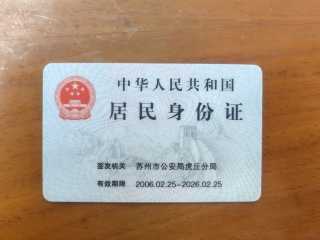 中华人民共和国
居民身份证
签发机关 苏州市公安局虎丘分局
有效期限 2006.02.25-2026.02.25